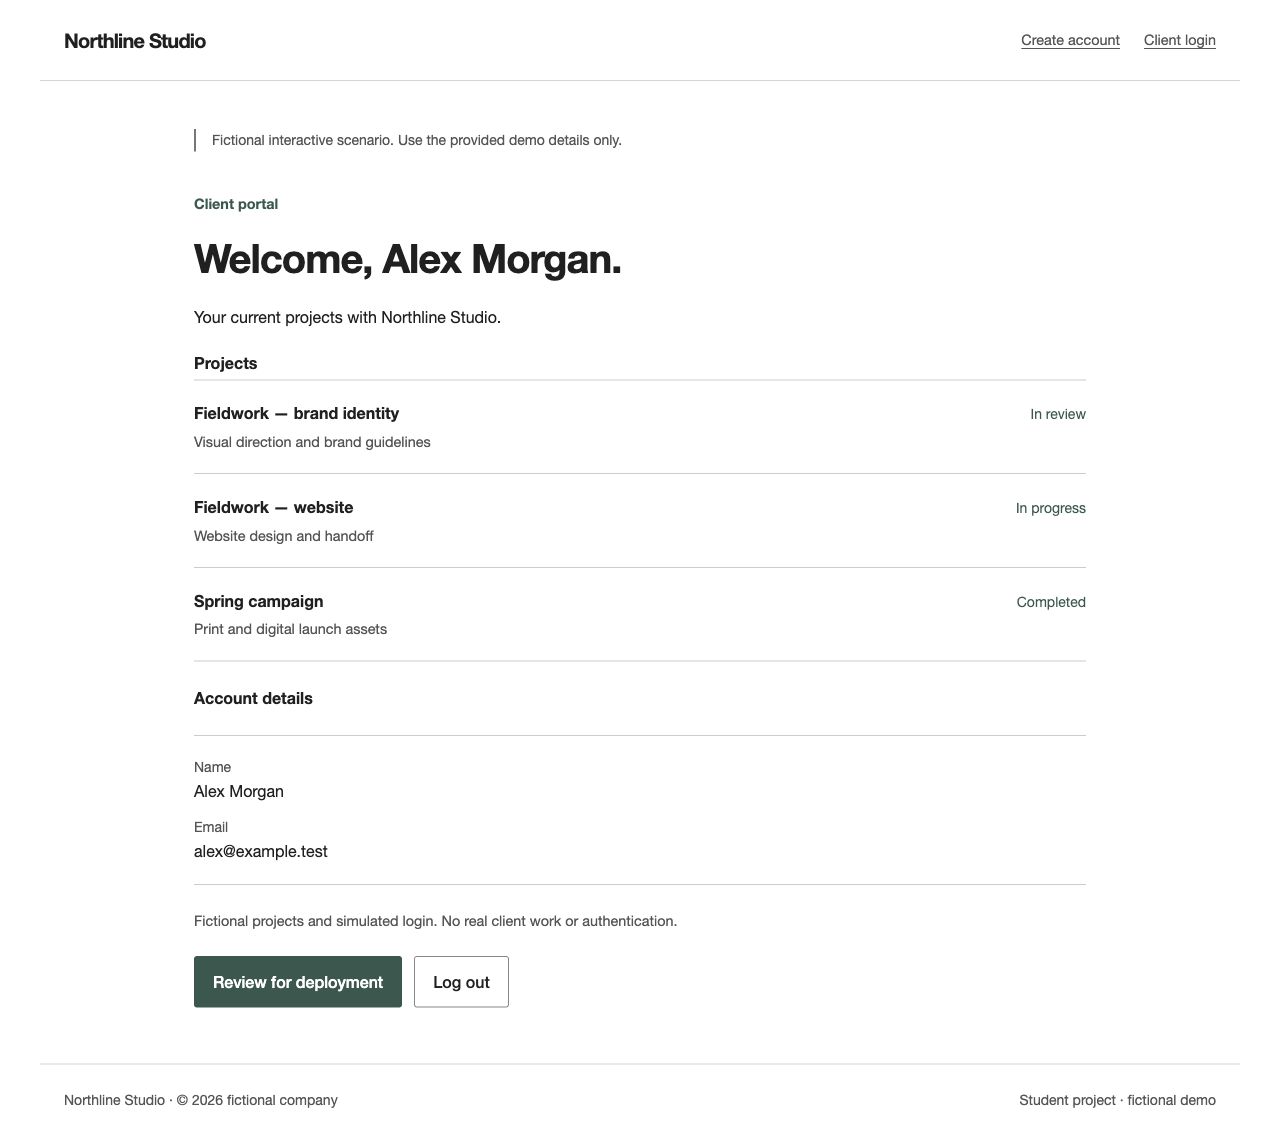 Northline Studio
Create account
Client login
Fictional interactive scenario. Use the provided demo details only.
Client portal
Welcome, Alex Morgan.
Your current projects with Northline Studio.
Projects
Fieldwork — brand identity
In review
Visual direction and brand guidelines
Fieldwork — website
In progress
Website design and handoff
Spring campaign
Completed
Print and digital launch assets
Account details
Name
Alex Morgan
Email
alex@example.test
Fictional projects and simulated login. No real client work or authentication.
Review for deployment
Log out
Northline Studio · © 2026 fictional company
Student project · fictional demo